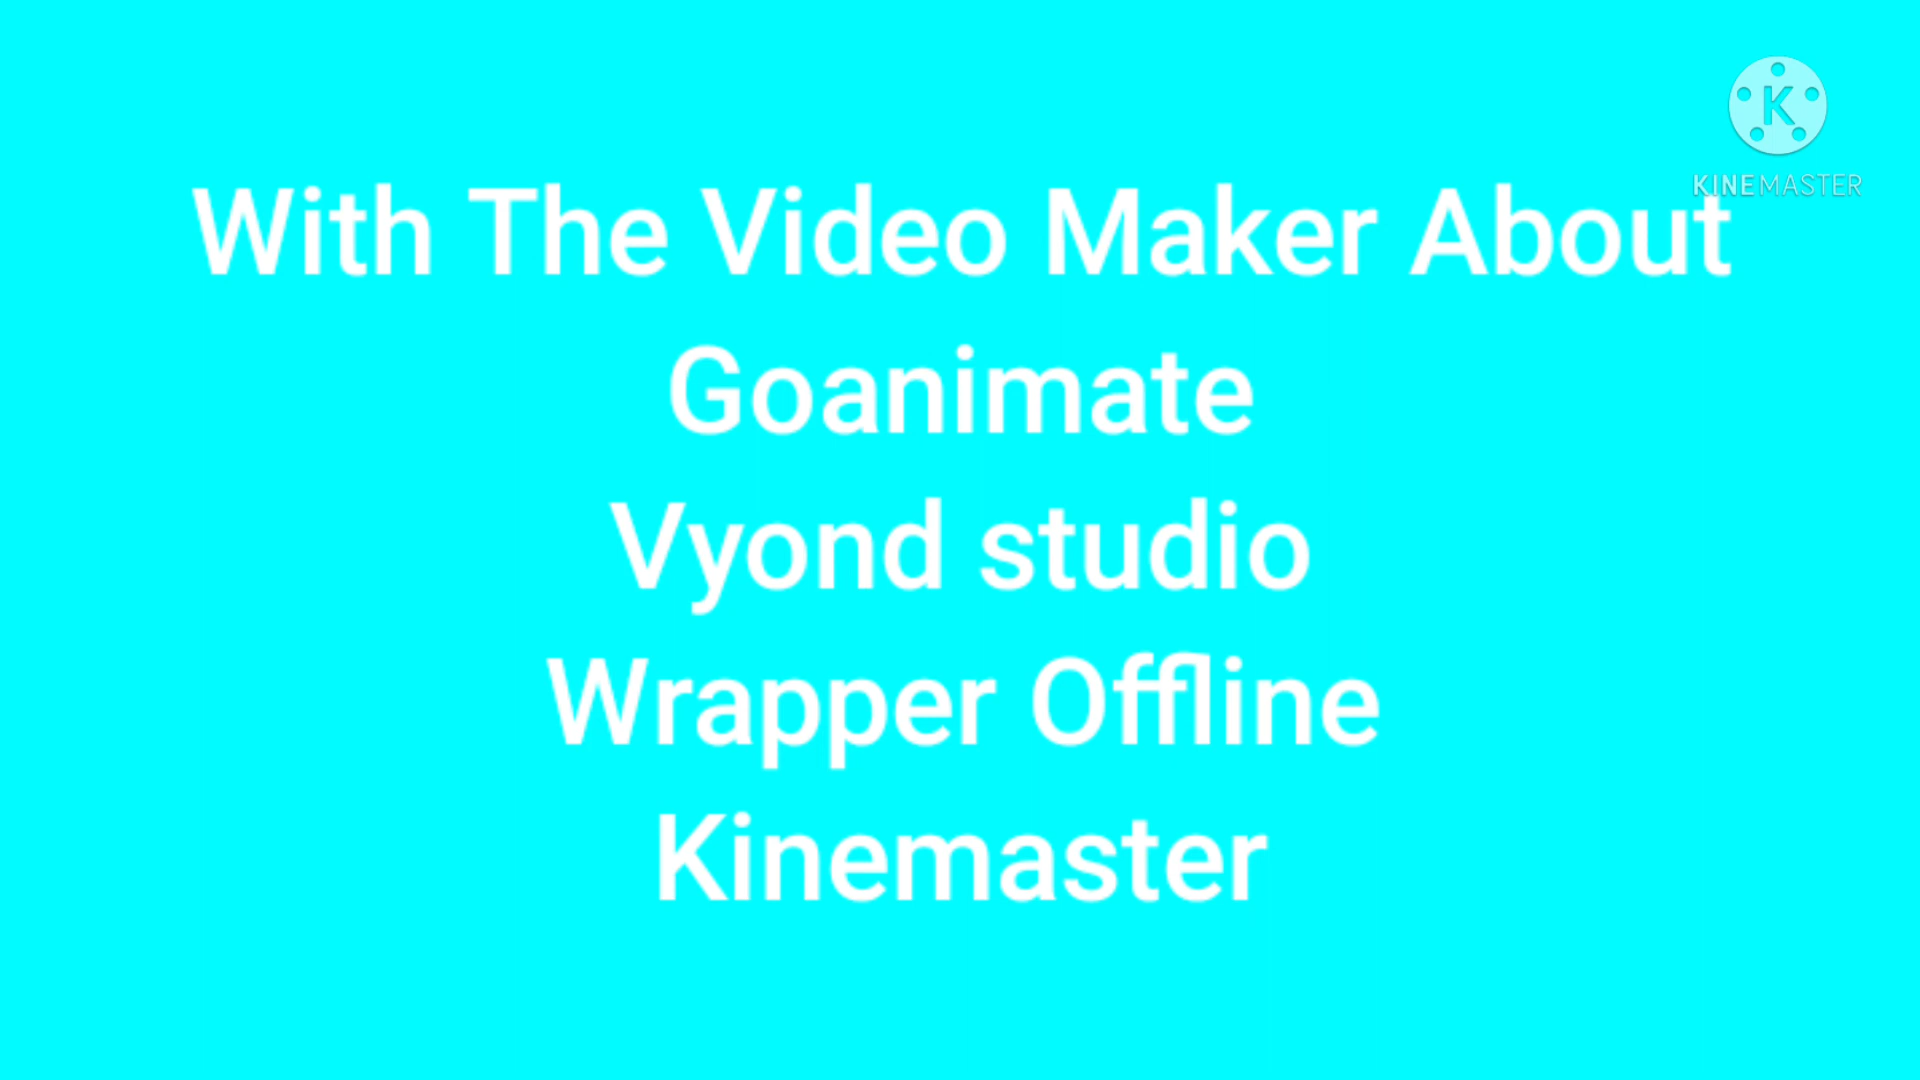 KINEMASTER
With The Video Maker About
Goanimate
Vyond studio
Wrapper Offline
Kinemaster